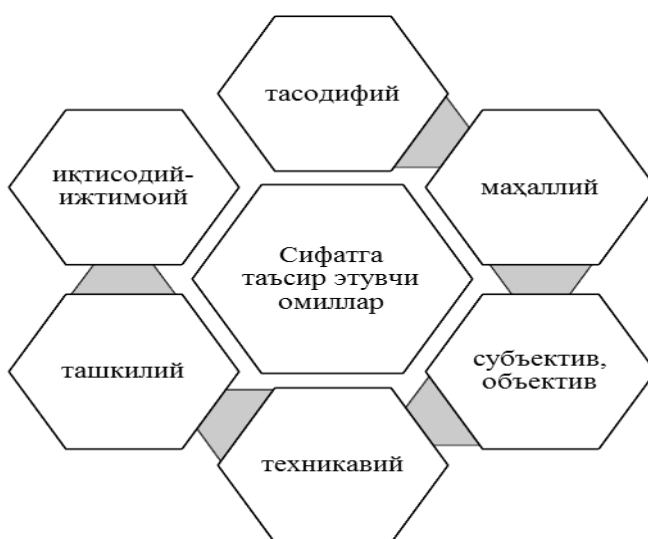 тасодифий
иқтисодий-
ижтимоий
маҳаллий
Сифатга
таъсир этувчи
омиллар
ташкилий
субъектив,
объектив
техникавий